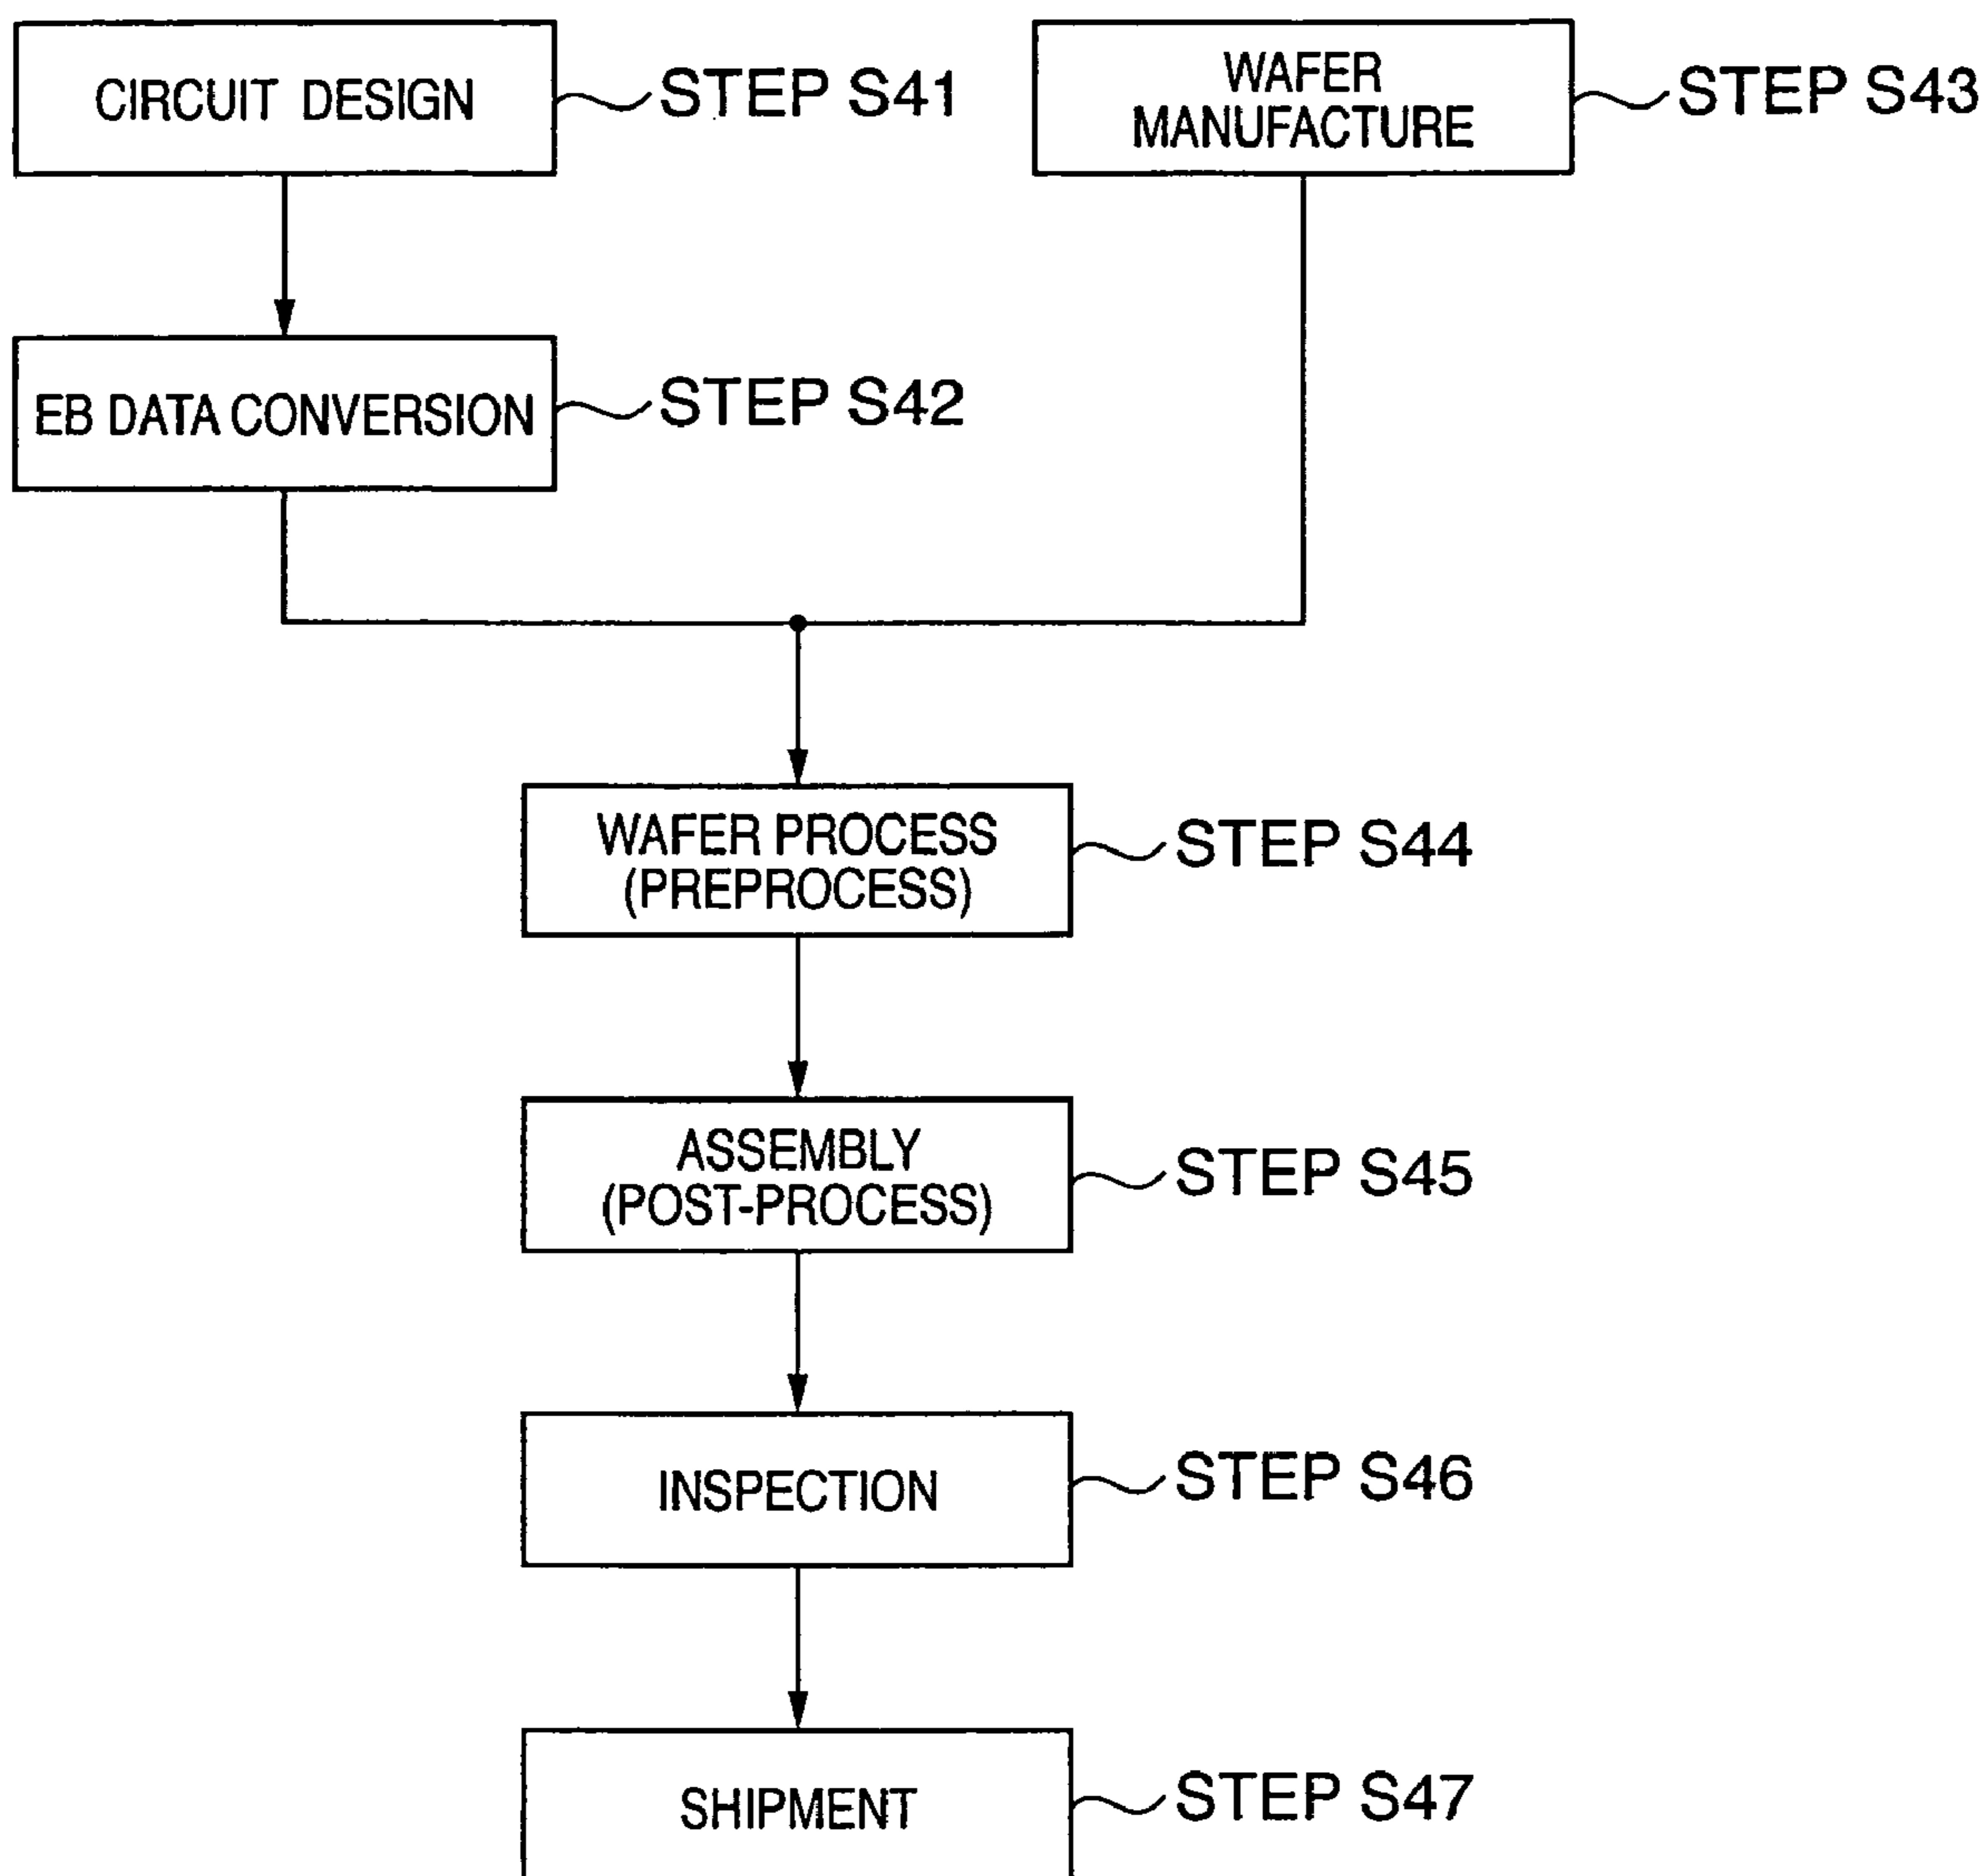 CIRCUIT DESIGN
STEP S41
WAFER
MANUFACTURE
STEP S43
EB DATA CONVERSION
STEP S42
WAFER PROCESS
(PREPROCESS)
STEP S44
ASSEMBLY
(POST-PROCESS)
STEP S45
INSPECTION
STEP S46
SHIPMENT
STEP S47